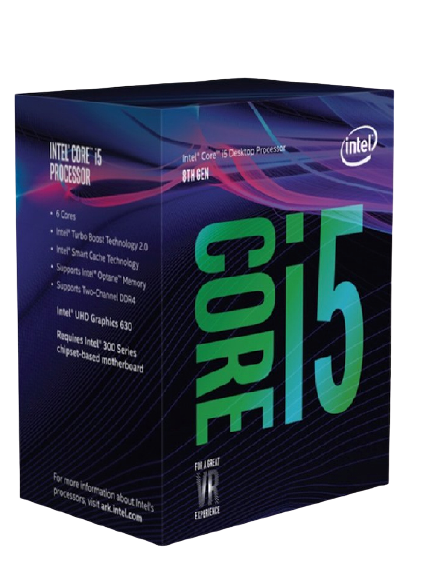 INTEL® CORE™ i5
PROCESSOR
• 6 Cores
• Intel® Turbo Boost Technology 2.0
• Intel® Smart Cache Technology
• Supports Intel® Optane™ Memory
• Supports Two-Channel DDR4
Intel® UHD Graphics 630
Requires Intel® 300 Series
chipset-based motherboard
For more information about Intel's
processors, visit ark.intel.com
Intel® Core™ i5 Desktop Processor
8TH GEN
intel
CORE
i5
FOR A GREAT
VR
EXPERIENCE